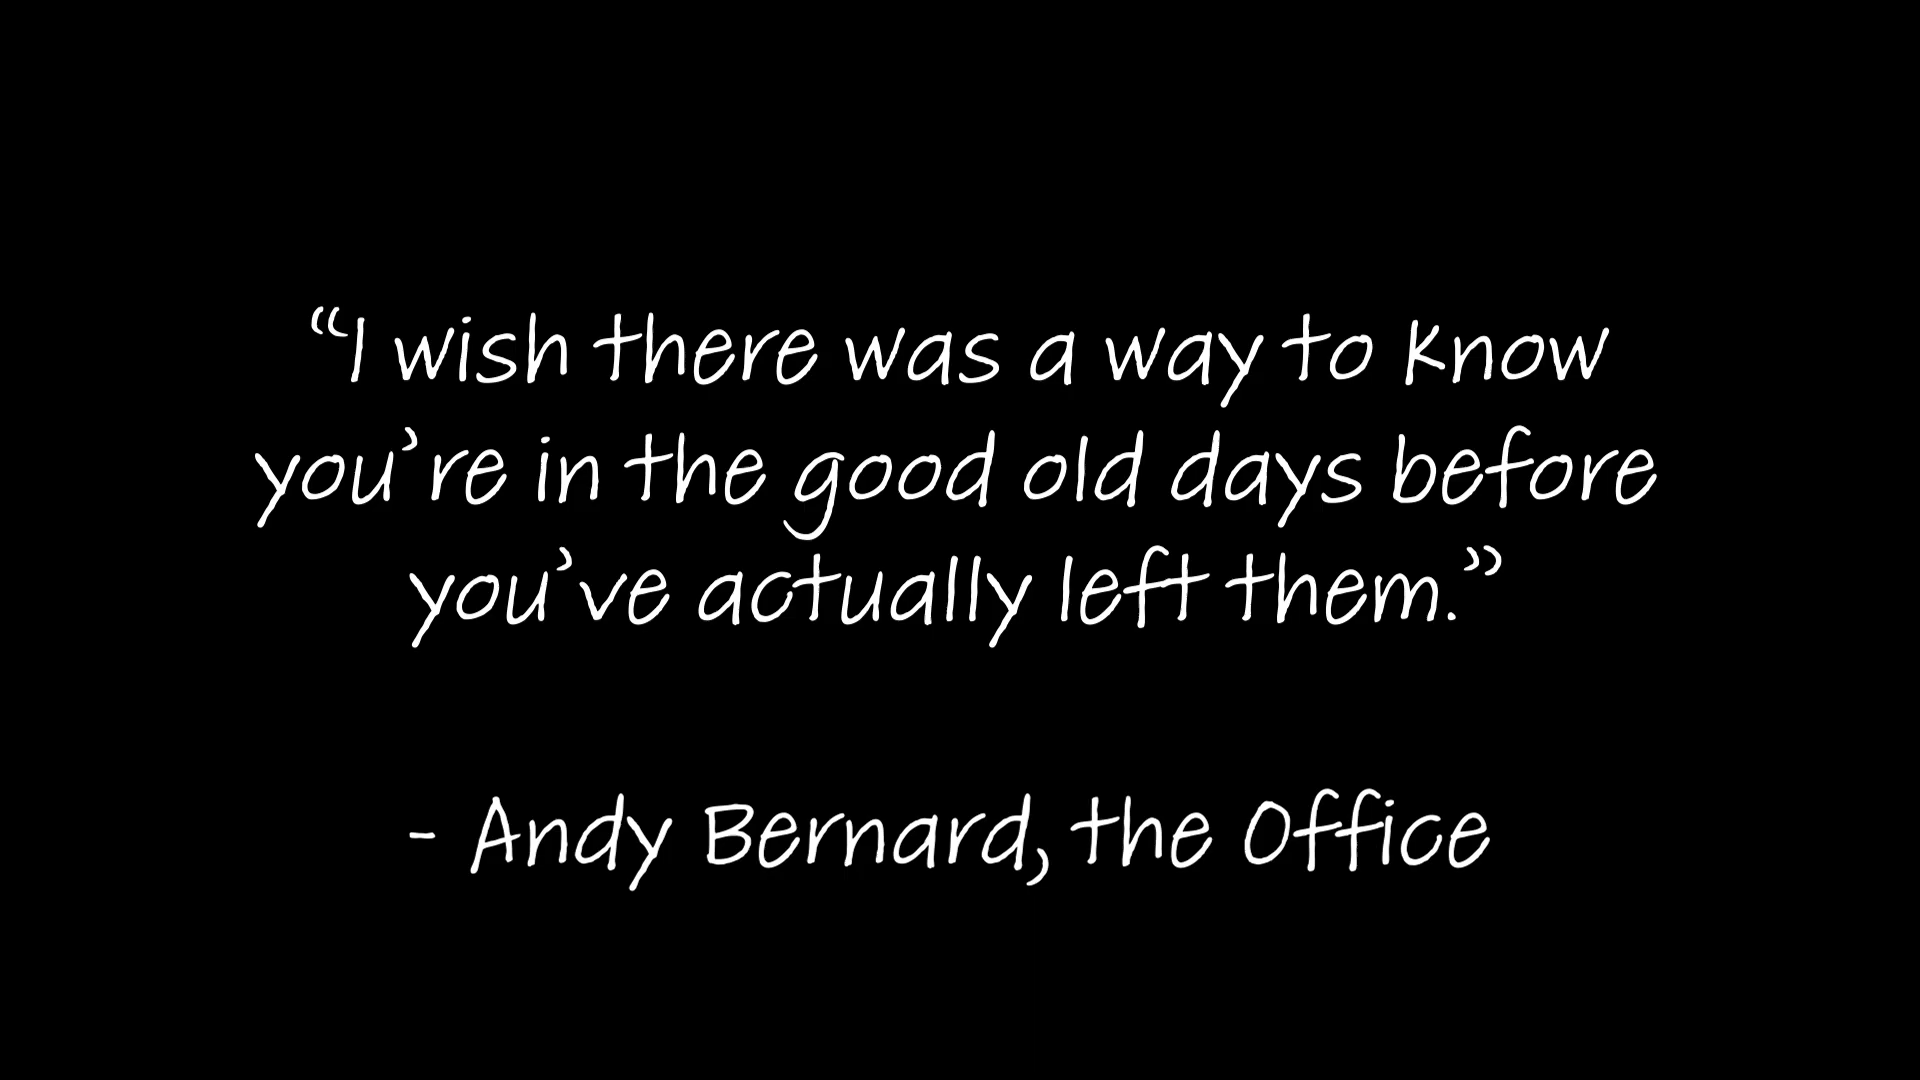 “I wish there was a way to know
you’re in the good old days before
you’ve actually left them.”
- Andy Bernard, the Office